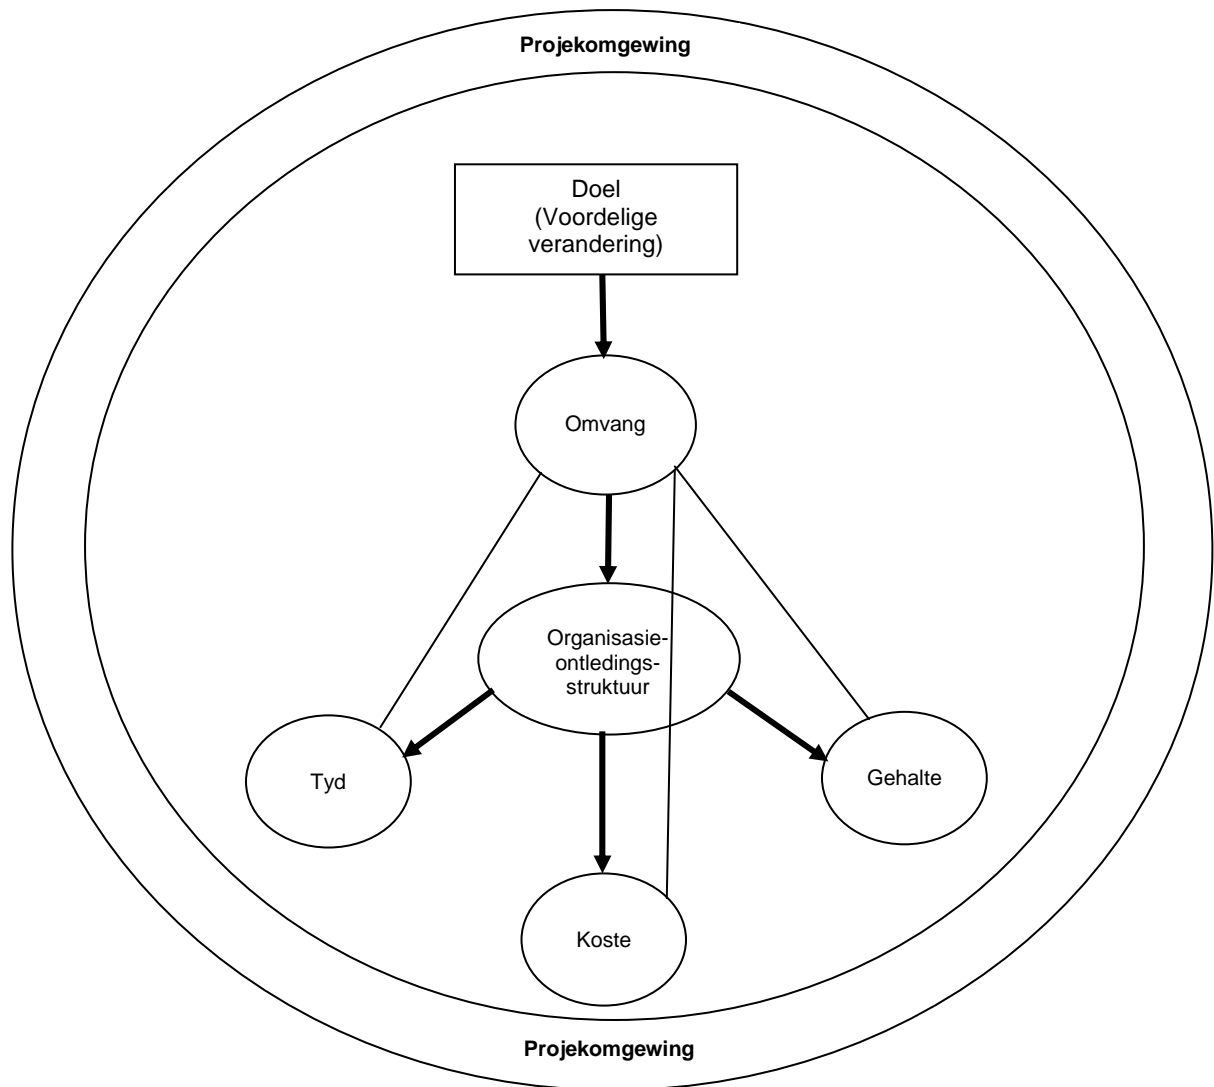 Projekomgewing
Doel
(Voordelige
verandering)
Omvang
Organisasie-
ontledings-
struktuur
Tyd
Gehalte
Koste
Projekomgewing